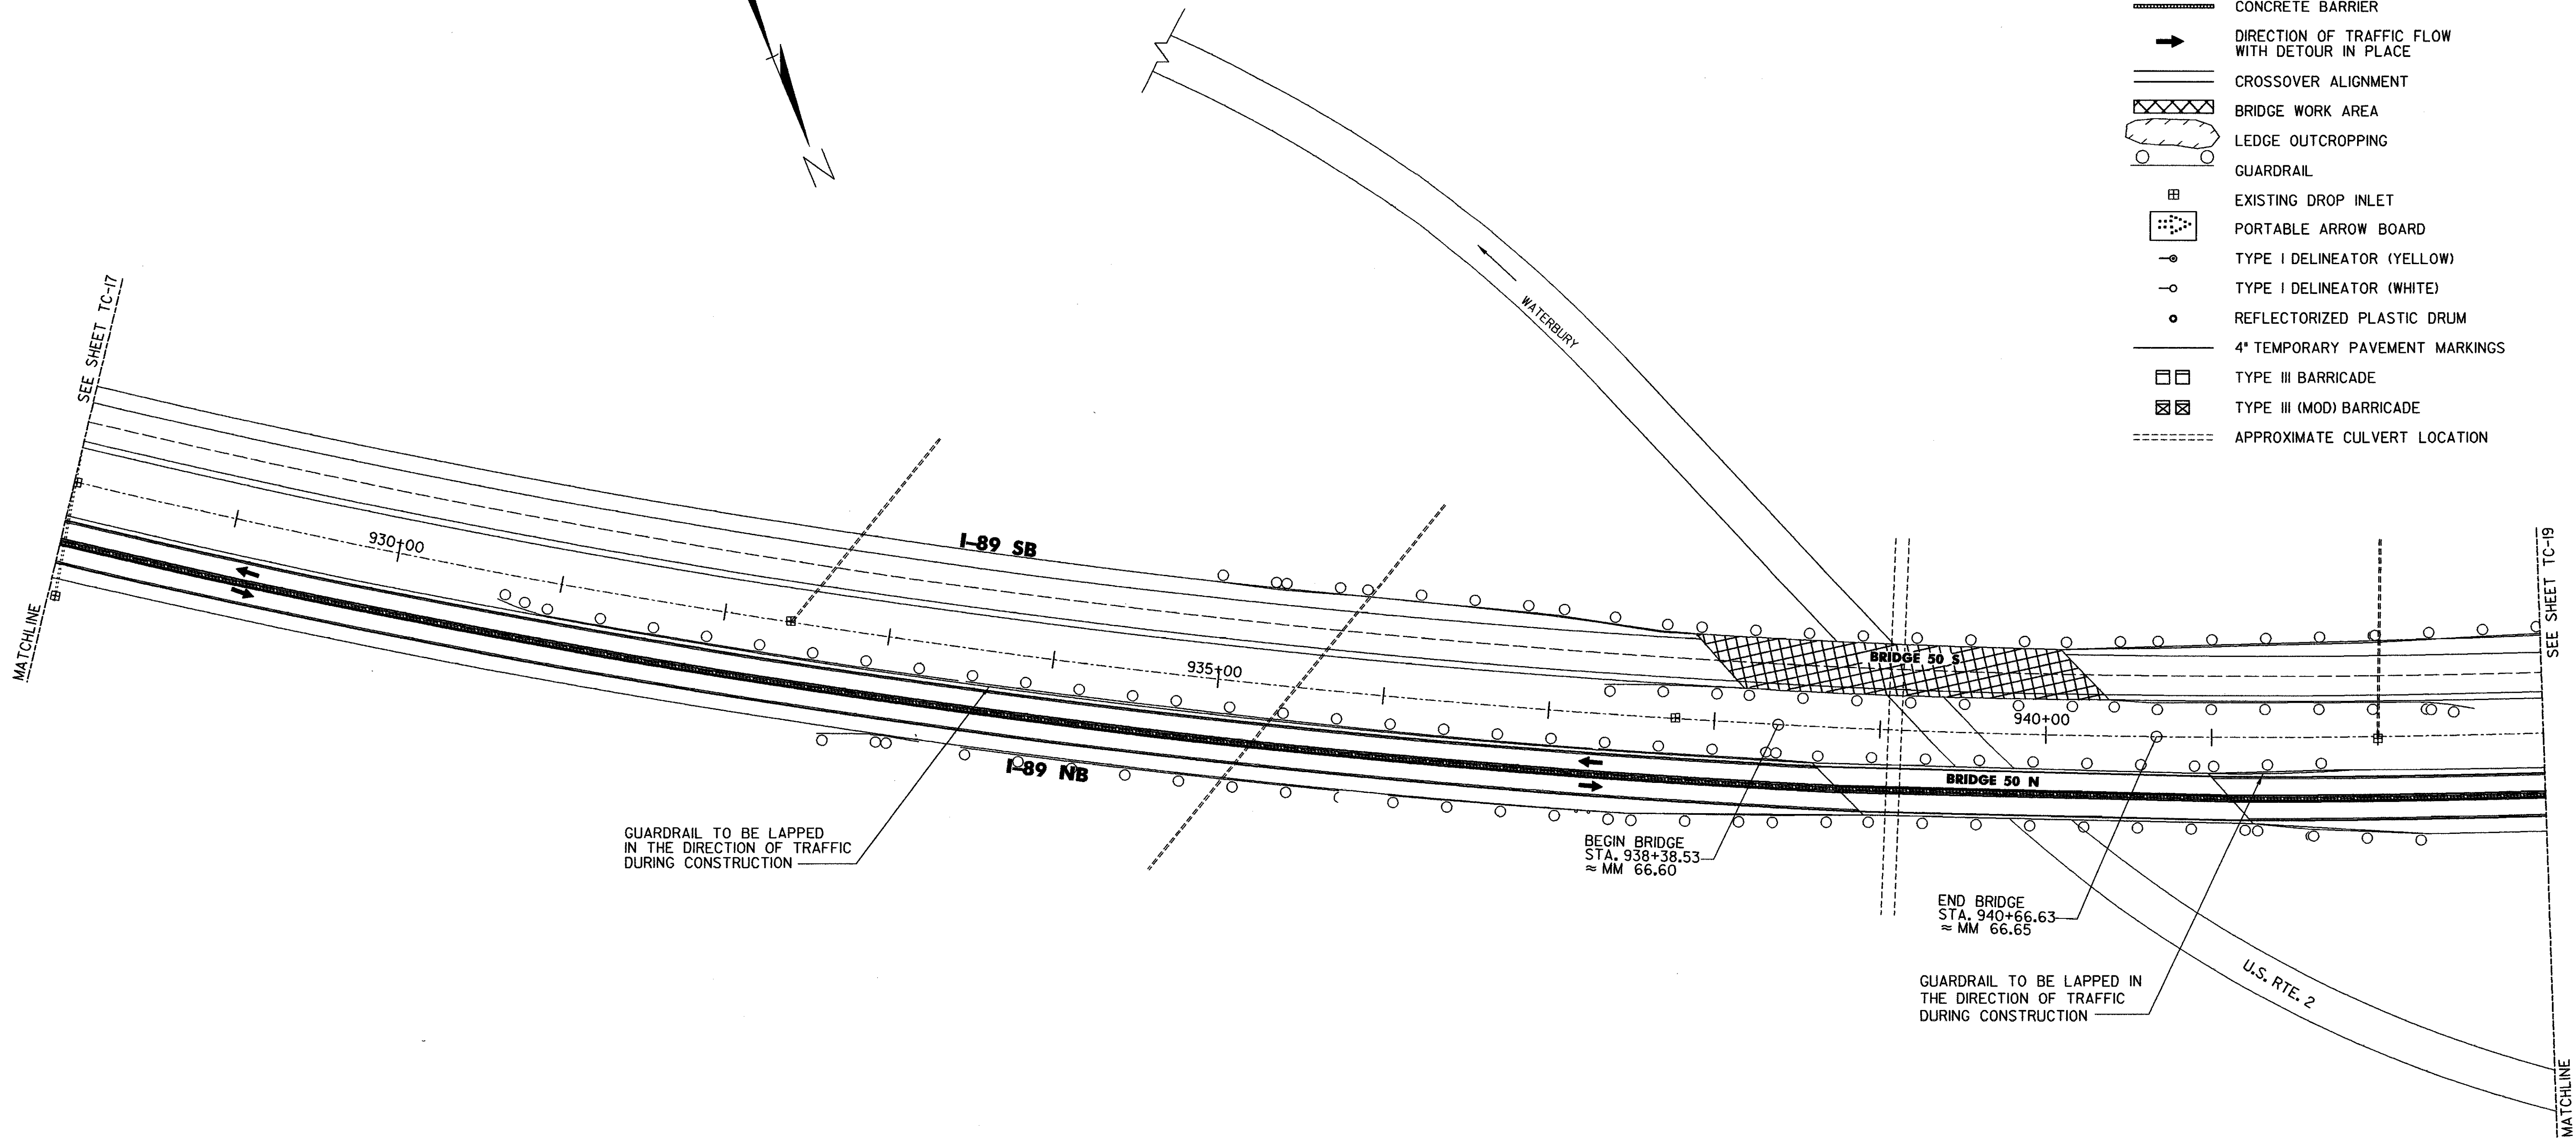 CONCRETE BARRIER
DIRECTION OF TRAFFIC FLOW
WITH DETOUR IN PLACE
CROSSOVER ALIGNMENT
BRIDGE WORK AREA
LEDGE OUTCROPPING
GUARDRAIL
EXISTING DROP INLET
PORTABLE ARROW BOARD
TYPE I DELINEATOR (YELLOW)
TYPE I DELINEATOR (WHITE)
REFLECTORIZED PLASTIC DRUM
4" TEMPORARY PAVEMENT MARKINGS
TYPE III BARRICADE
TYPE III (MOD) BARRICADE
APPROXIMATE CULVERT LOCATION
N
WATERBURY
SEE SHEET TC-17
MATCHLINE
930+00
I-89 SB
935+00
BRIDGE 50 S
940+00
I-89 NB
BRIDGE 50 N
GUARDRAIL TO BE LAPPED
IN THE DIRECTION OF TRAFFIC
DURING CONSTRUCTION
BEGIN BRIDGE
STA. 938+38.53
≈ MM 66.60
END BRIDGE
STA. 940+66.63
≈ MM 66.65
GUARDRAIL TO BE LAPPED IN
THE DIRECTION OF TRAFFIC
DURING CONSTRUCTION
U.S. RTE. 2
SEE SHEET TC-19
MATCHLINE